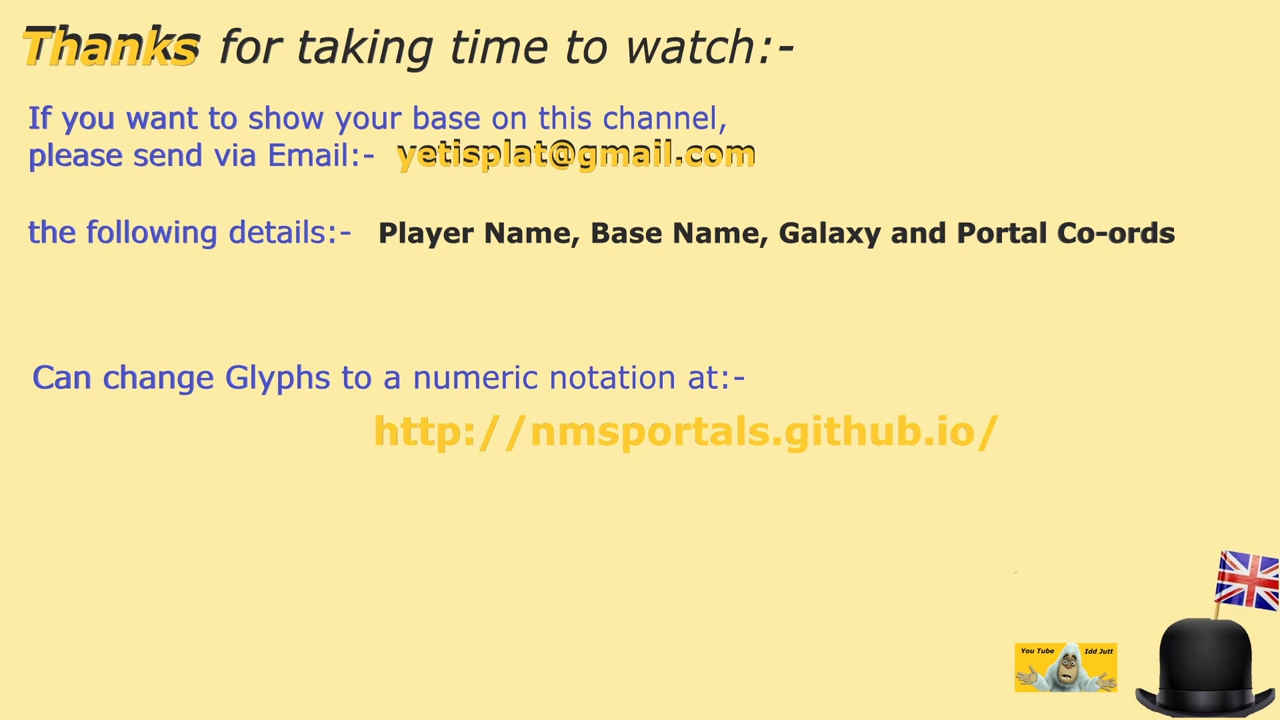 Thanks for taking time to watch:-
If you want to show your base on this channel,
please send via Email:- yetisplat@gmail.com
the following details:- Player Name, Base Name, Galaxy and Portal Co-ords
Can change Glyphs to a numeric notation at:-
http://nmsportals.github.io/
You Tube Idd Jutt